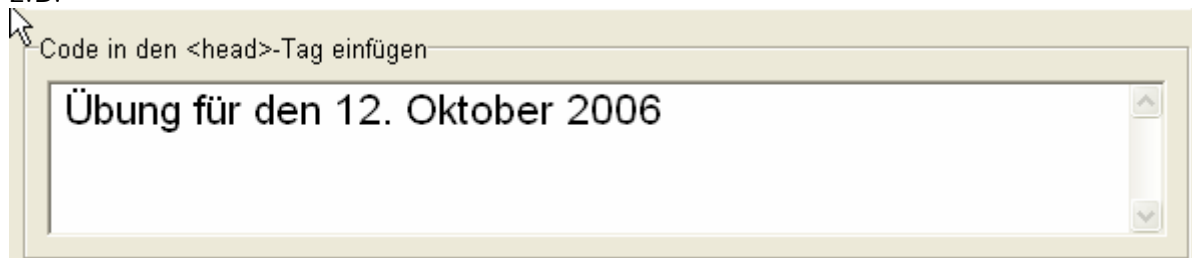 z.B.
Code in den <head>-Tag einfügen
Übung für den 12. Oktober 2006